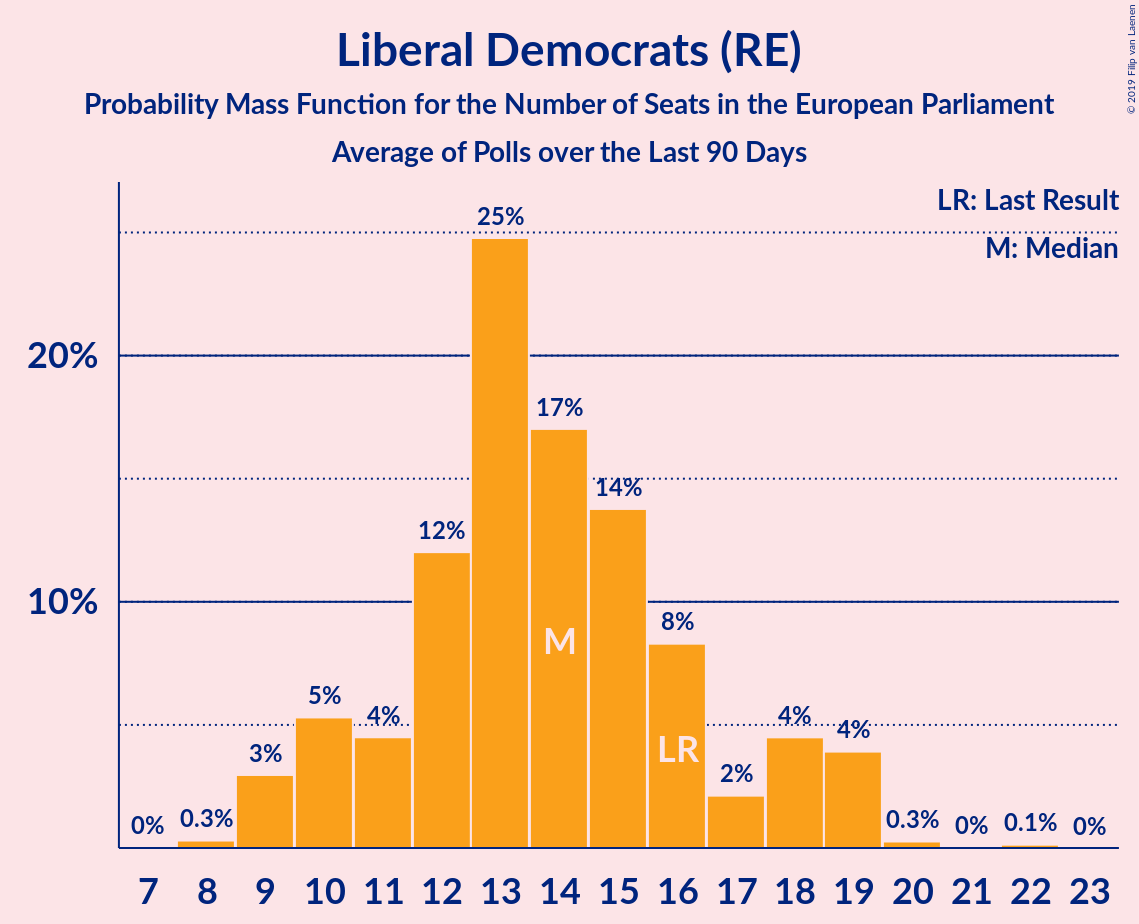 Liberal Democrats (RE)
Probability Mass Function for the Number of Seats in the European Parliament
Average of Polls over the Last 90 Days
© 2019 Filip van Laenen
LR: Last Result
M: Median
20%
10%
0%
0.3%
3%
5%
4%
12%
25%
17%
14%
8%
2%
4%
4%
0.3%
0%
0.1%
0%
M
LR
7 8 9 10 11 12 13 14 15 16 17 18 19 20 21 22 23